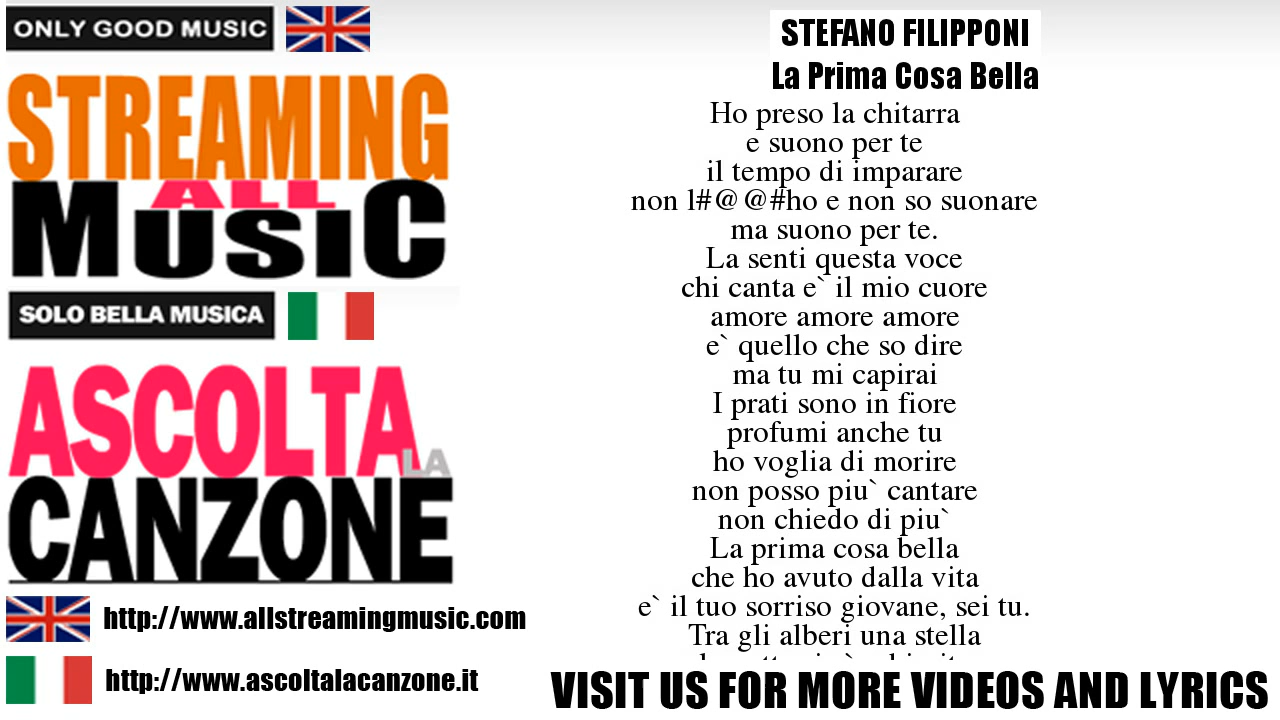 ONLY GOOD MUSIC
STREAMING
ALL
MUSIC
SOLO BELLA MUSICA
ASCOLTA
LA
CANZONE
http://www.allstreamingmusic.com
http://www.ascoltalacanzone.it
STEFANO FILIPPONI
La Prima Cosa Bella
Ho preso la chitarra
e suono per te
il tempo di imparare
non l#@@#ho e non so suonare
ma suono per te.
La senti questa voce
chi canta e` il mio cuore
amore amore amore
e` quello che so dire
ma tu mi capirai
I prati sono in fiore
profumi anche tu
ho voglia di morire
non posso piu` cantare
non chiedo di piu`
La prima cosa bella
che ho avuto dalla vita
e` il tuo sorriso giovane, sei tu.
Tra gli alberi una stella
VISIT US FOR MORE VIDEOS AND LYRICS